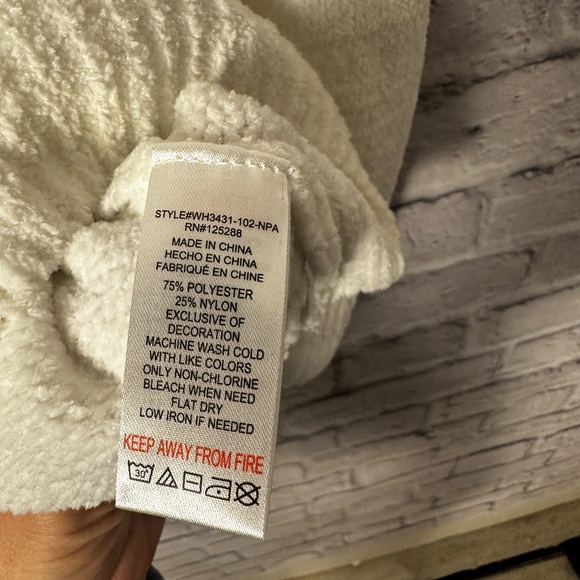 STYLE#WH3431-102-NPA
RN#125288
MADE IN CHINA
HECHO EN CHINA
FABRIQUÉ EN CHINE
75% POLYESTER
25% NYLON
EXCLUSIVE OF
DECORATION
MACHINE WASH COLD
WITH LIKE COLORS
ONLY NON-CHLORINE
BLEACH WHEN NEED
FLAT DRY
LOW IRON IF NEEDED
KEEP AWAY FROM FIRE
30°